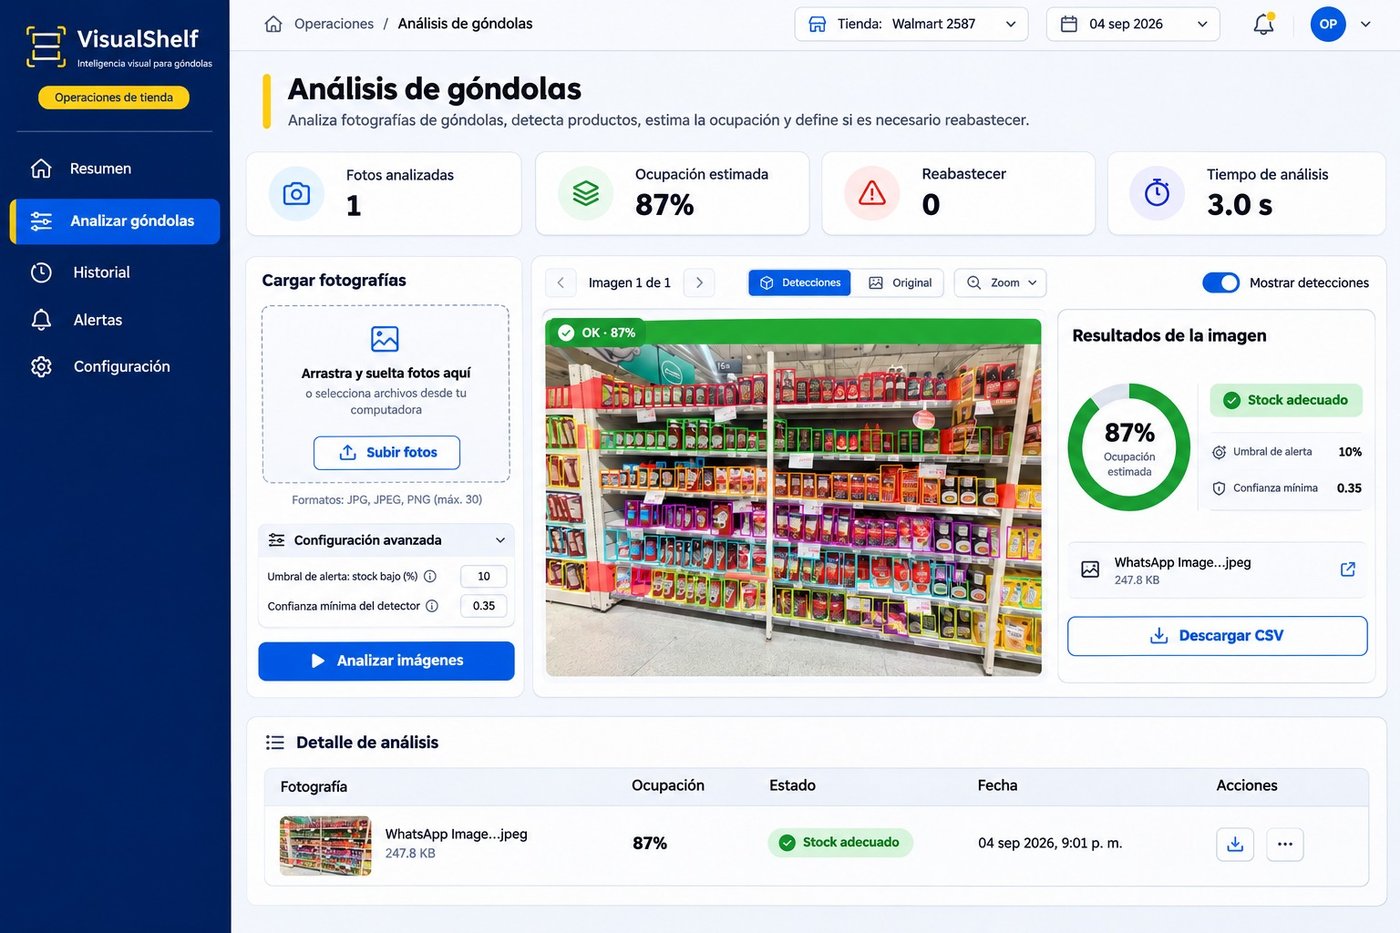 VisualShelf
Inteligencia visual para góndolas
Operaciones de tienda
Resumen
Analizar góndolas
Historial
Alertas
Configuración
Operaciones / Análisis de góndolas
Tienda: Walmart 2587
04 sep 2026
OP
Análisis de góndolas
Analiza fotografías de góndolas, detecta productos, estima la ocupación y define si es necesario reabastecer.
Fotos analizadas
1
Ocupación estimada
87%
Reabastecer
0
Tiempo de análisis
3.0 s
Cargar fotografías
Arrastra y suelta fotos aquí
o selecciona archivos desde tu
computadora
Subir fotos
Formatos: JPG, JPEG, PNG (máx. 30)
Configuración avanzada
Umbral de alerta: stock bajo (%) 10
Confianza mínima del detector 0.35
Analizar imágenes
Imagen 1 de 1
Detecciones
Original
Zoom
Mostrar detecciones
OK · 87%
16a
Resultados de la imagen
87%
Ocupación
estimada
Stock adecuado
Umbral de alerta 10%
Confianza mínima 0.35
WhatsApp Image...jpeg
247.8 KB
Descargar CSV
Detalle de análisis
Fotografía Ocupación Estado Fecha Acciones
WhatsApp Image...jpeg
247.8 KB
87%
Stock adecuado
04 sep 2026, 9:01 p. m.